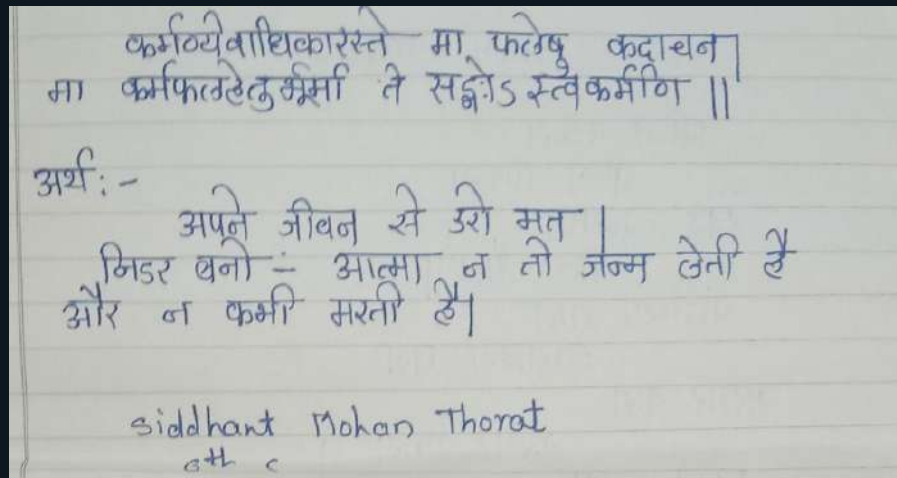 कर्मण्येवाधिकारस्ते मा फलेषु कदाचन|
मा कर्मफलहेतुर्भूर्मा ते सङ्गोऽस्त्वकर्मणि ||
अर्थ:-
अपने जीवन से डरो मत |
निडर बनो - आत्मा न तो जन्म लेती है
और न कभी मरती है|
Siddhant Mohan Thorat
6th C